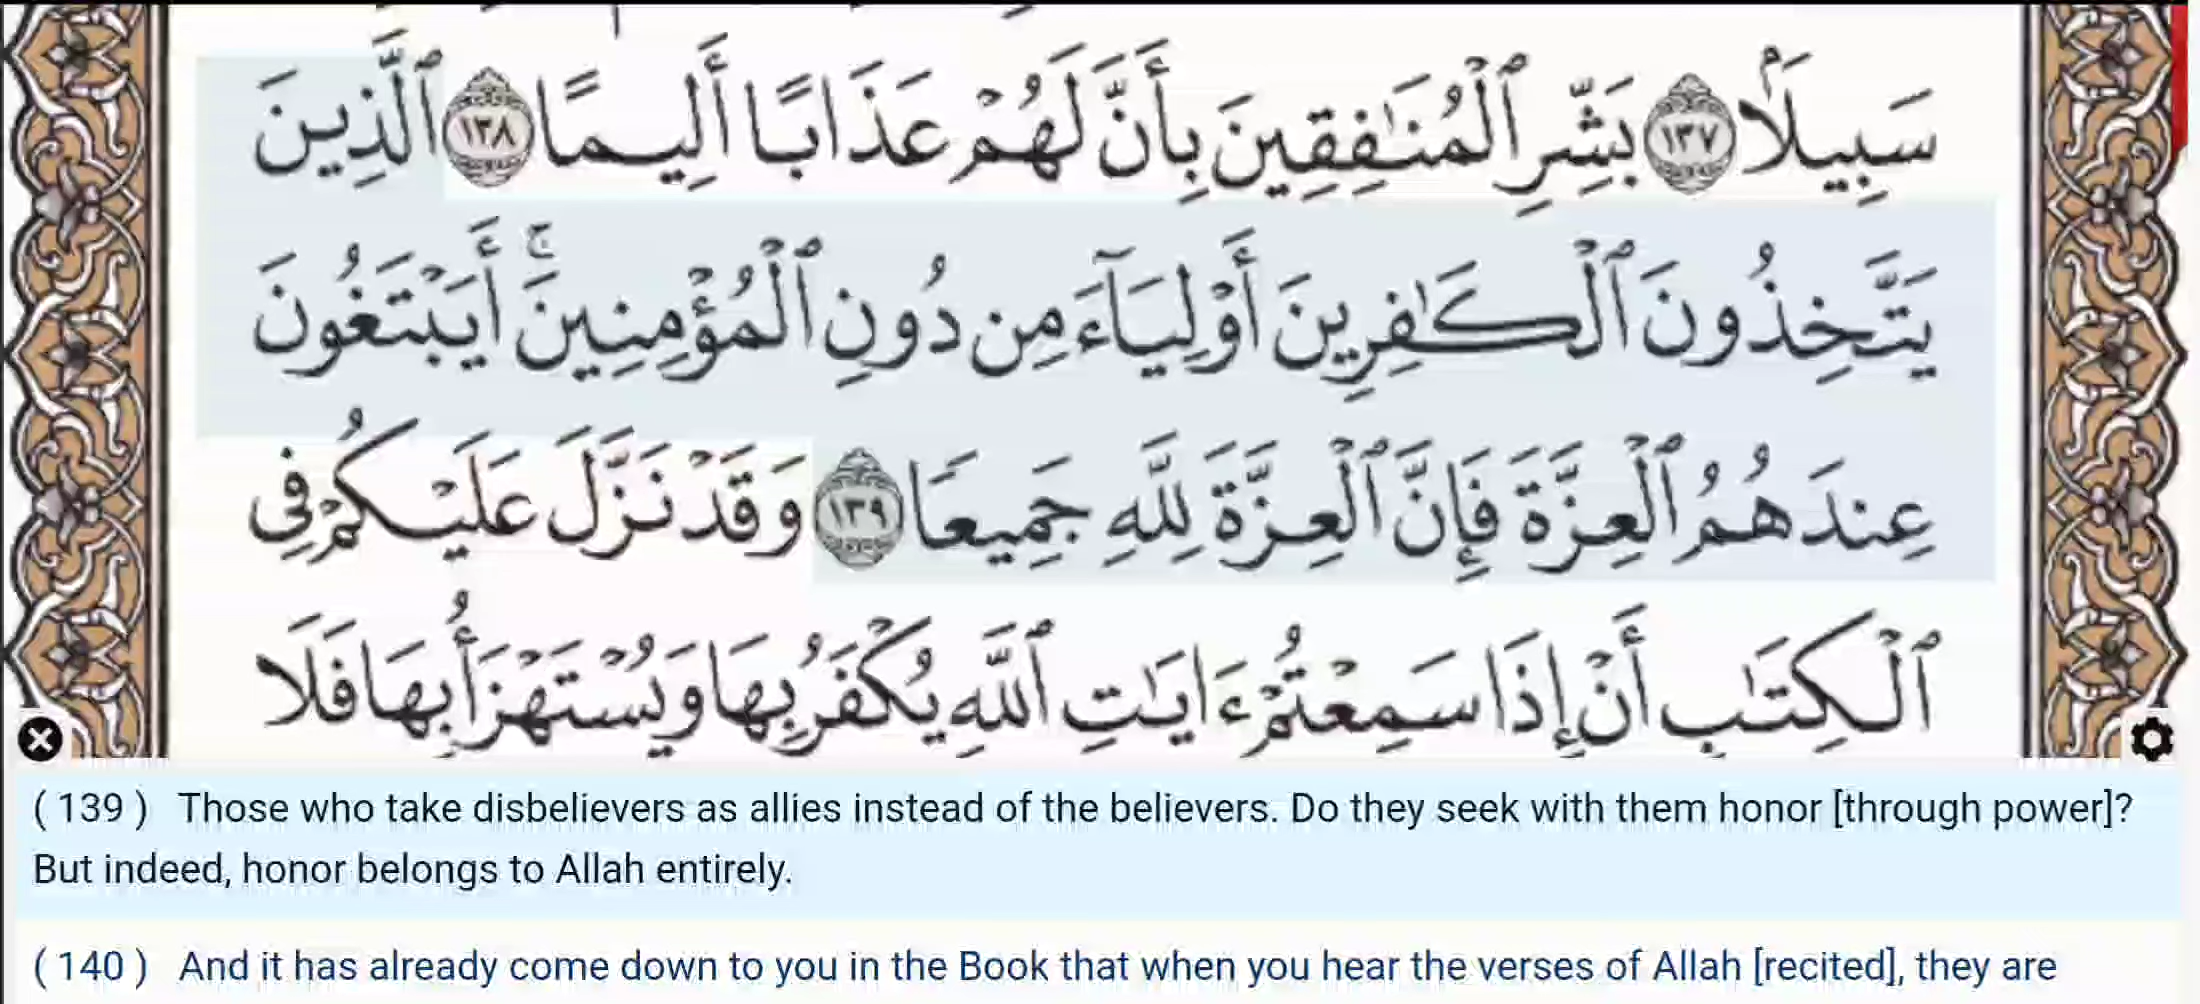 سَبِيلَۢا ١٣٧ بَشِّرِ ٱلْمُنَٰفِقِينَ بِأَنَّ لَهُمْ عَذَابًا أَلِيمًا ١٣٨ ٱلَّذِينَ
يَتَّخِذُونَ ٱلْكَٰفِرِينَ أَوْلِيَآءَ مِن دُونِ ٱلْمُؤْمِنِينَ ۚ أَيَبْتَغُونَ
عِندَهُمُ ٱلْعِزَّةَ فَإِنَّ ٱلْعِزَّةَ لِلَّهِ جَمِيعًا ١٣٩ وَقَدْ نَزَّلَ عَلَيْكُمْ فِى
ٱلْكِتَٰبِ أَنْ إِذَا سَمِعْتُمْ ءَايَٰتِ ٱللَّهِ يُكْفَرُ بِهَا وَيُسْتَهْزَأُ بِهَا فَلَا
( 139 ) Those who take disbelievers as allies instead of the believers. Do they seek with them honor [through power]?
But indeed, honor belongs to Allah entirely.
( 140 ) And it has already come down to you in the Book that when you hear the verses of Allah [recited], they are